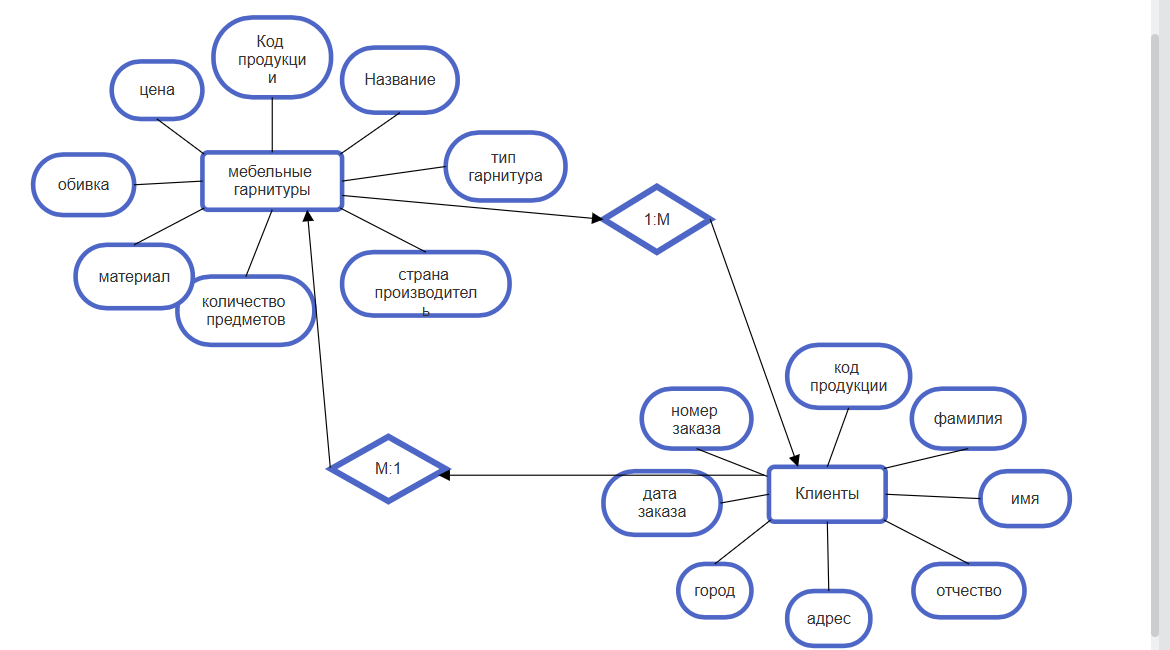 Код
продукци
и
Название
цена
тип
гарнитура
мебельные
гарнитуры
обивка
1:М
материал
страна
производител
ь
количество
предметов
код
продукции
номер
заказа
фамилия
М:1
Клиенты
дата
заказа
имя
город
отчество
адрес